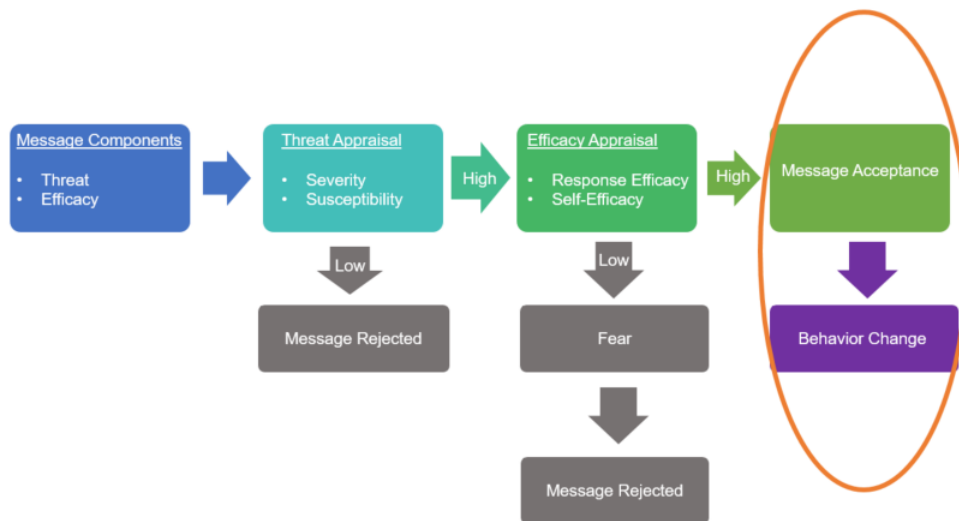 Message Components
• Threat
• Efficacy
Threat Appraisal
• Severity
• Susceptibility
High
Efficacy Appraisal
• Response Efficacy
• Self-Efficacy
High
Message Acceptance
Low
Low
Message Rejected
Fear
Behavior Change
Message Rejected